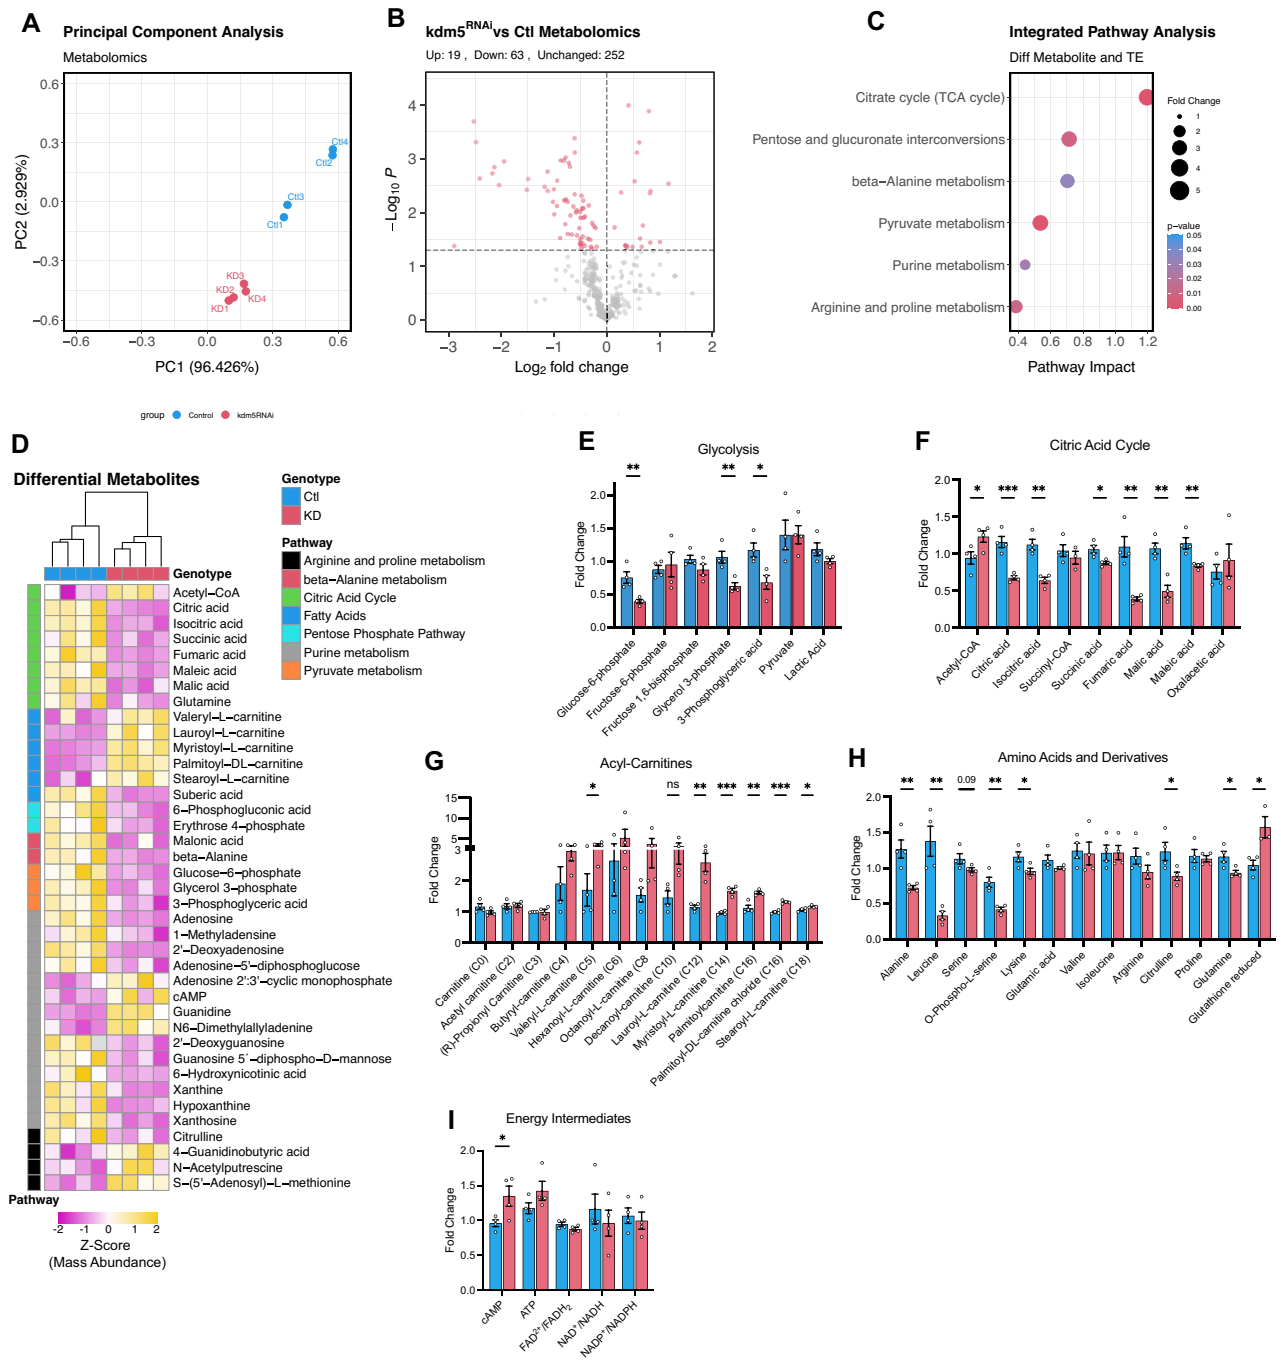 A
Principal Component Analysis
Metabolomics
PC2 (2.929%)
0.6
0.3
0.0
−0.3
−0.6
Ctl4
Ctl2
Ctl3
Ctl1
KD3
KD2
KD4
KD1
−0.6 −0.3 0.0 0.3 0.6
PC1 (96.426%)
group Control kdm5RNAi
B
kdm5RNAi vs Ctl Metabolomics
Up: 19 , Down: 63 , Unchanged: 252
−Log10 P
4
3
2
1
0
−3 −2 −1 0 1 2
Log2 fold change
C
Integrated Pathway Analysis
Diff Metabolite and TE
Citrate cycle (TCA cycle)
Pentose and glucuronate interconversions
beta−Alanine metabolism
Pyruvate metabolism
Purine metabolism
Arginine and proline metabolism
0.4 0.6 0.8 1.0 1.2
Pathway Impact
Fold Change
1
2
3
4
5
p−value
0.05
0.04
0.03
0.02
0.01
0.00
D
Differential Metabolites
Genotype
Acetyl−CoA
Citric acid
Isocitric acid
Succinic acid
Fumaric acid
Maleic acid
Malic acid
Glutamine
Valeryl−L−carnitine
Lauroyl−L−carnitine
Myristoyl−L−carnitine
Palmitoyl−DL−carnitine
Stearoyl−L−carnitine
Suberic acid
6−Phosphogluconic acid
Erythrose 4−phosphate
Malonic acid
beta−Alanine
Glucose−6−phosphate
Glycerol 3−phosphate
3−Phosphoglyceric acid
Adenosine
1−Methyladensine
2'−Deoxyadenosine
Adenosine−5'−diphosphoglucose
Adenosine 2':3'−cyclic monophosphate
cAMP
Guanidine
N6−Dimethylallyladenine
2'−Deoxyguanosine
Guanosine 5´−diphospho−D−mannose
6−Hydroxynicotinic acid
Xanthine
Hypoxanthine
Xanthosine
Citrulline
4−Guanidinobutyric acid
N−Acetylputrescine
S−(5'−Adenosyl)−L−methionine
Pathway
-2 -1 0 1 2
Z-Score
(Mass Abundance)
Genotype
Ctl
KD
Pathway
Arginine and proline metabolism
beta−Alanine metabolism
Citric Acid Cycle
Fatty Acids
Pentose Phosphate Pathway
Purine metabolism
Pyruvate metabolism
E
Glycolysis
** ** *
Fold Change
2.0
1.5
1.0
0.5
0.0
Glucose-6-phosphate
Fructose-6-phosphate
Fructose 1,6-bisphosphate
Glycerol 3-phosphate
3-Phosphoglyceric acid
Pyruvate
Lactic Acid
F
Citric Acid Cycle
* *** ** * ** ** **
Fold Change
2.0
1.5
1.0
0.5
0.0
Acetyl-CoA
Citric acid
Isocitric acid
Succinyl-CoA
Succinic acid
Fumaric acid
Malic acid
Maleic acid
Oxalacetic acid
G
Acyl-Carnitines
* ns ** *** ** *** *
Fold Change
15
10
5
2
1
0
Carnitine (C0)
Acetyl carnitine (C2)
(R)-Propionyl Carnitine (C3)
Butyryl-carnitine (C4)
Valeryl-L-carnitine (C5)
Hexanoyl-L-carnitine (C6)
Octanoyl-L-carnitine (C8
Decanoyl-carnitine (C10)
Lauroyl-L-carnitine (C12)
Myristoyl-L-carnitine (C14)
Palmitoylcarnitine (C16)
Palmitoyl-DL-carnitine chloride (C16)
Stearoyl-L-carnitine (C18)
H
Amino Acids and Derivatives
** ** 0.09 ** * * * *
Fold Change
2.0
1.5
1.0
0.5
0.0
Alanine
Leucine
Serine
O-Phospho-L-serine
Lysine
Glutamic acid
Valine
Isoleucine
Arginine
Citrulline
Proline
Glutamine
Glutathione reduced
I
Energy Intermediates
*
Fold Change
2.0
1.5
1.0
0.5
0.0
cAMP
ATP
FAD2+/FADH2
NAD+/NADH
NADP+/NADPH